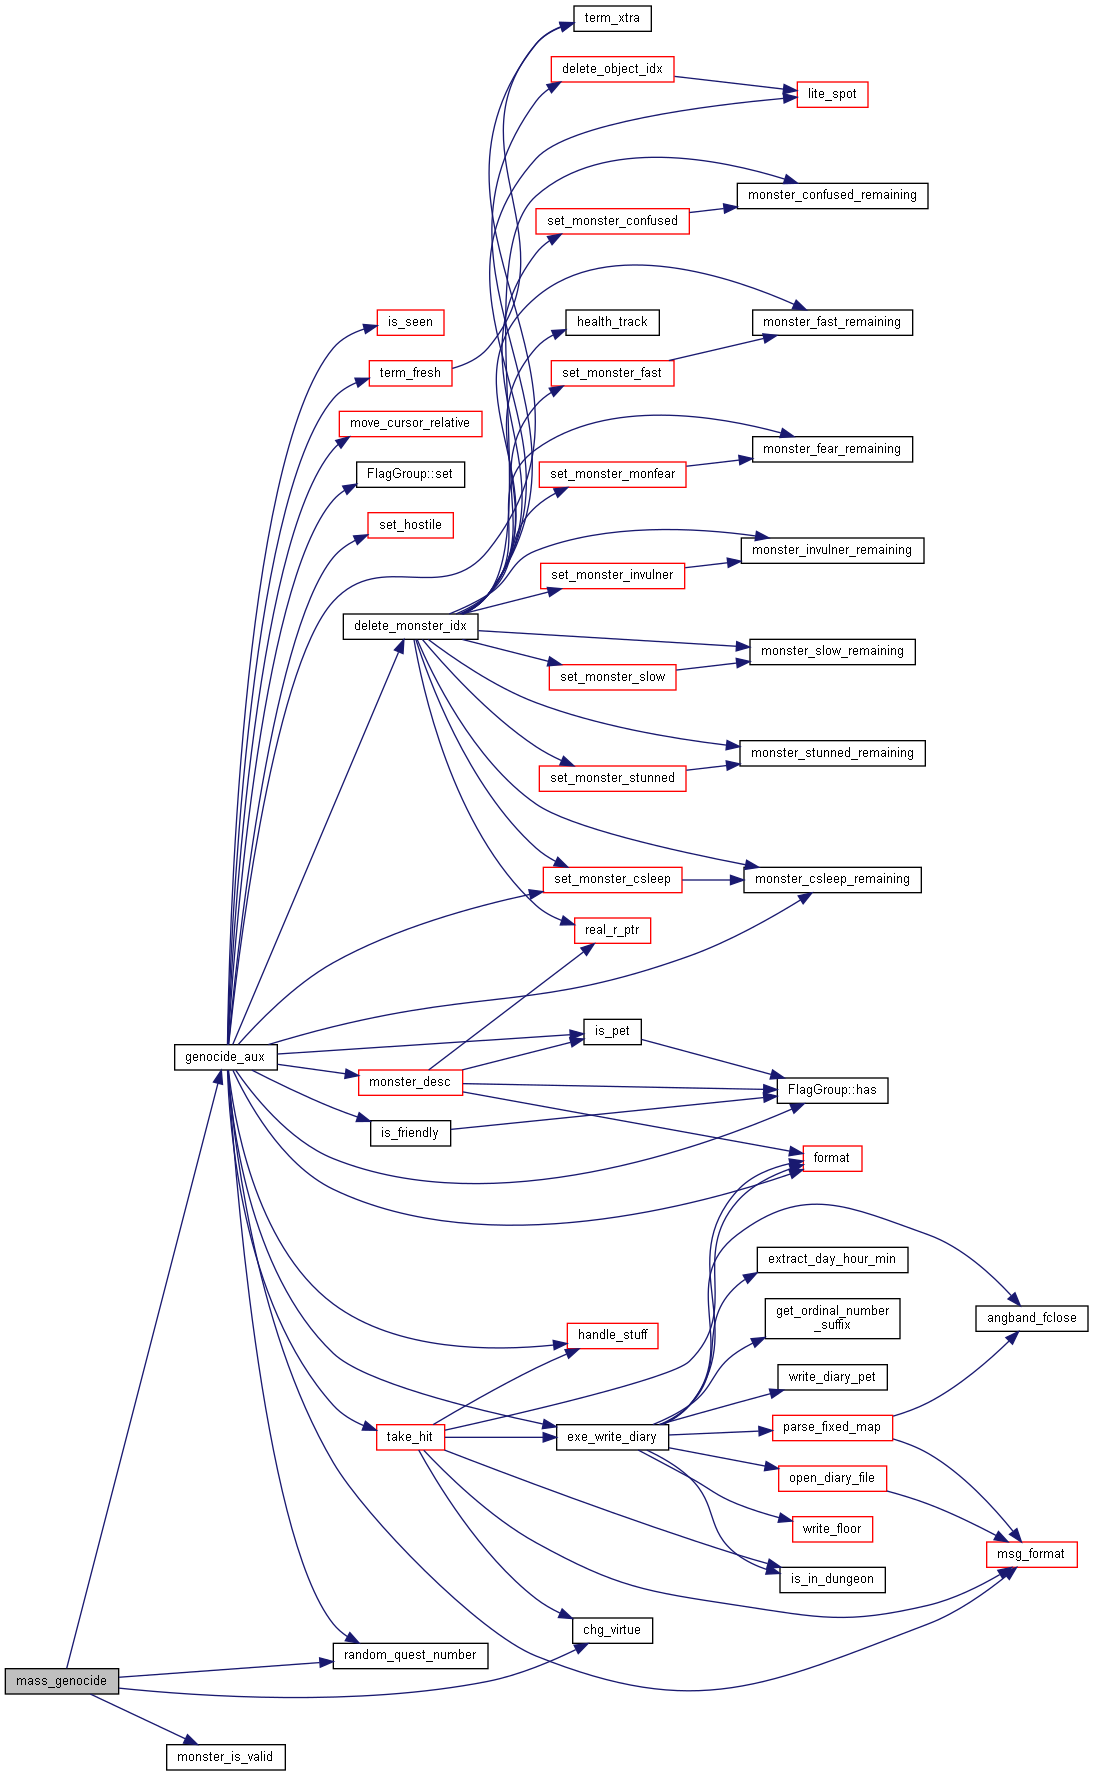 term_xtra
delete_object_idx
lite_spot
monster_confused_remaining
set_monster_confused
is_seen
health_track
monster_fast_remaining
term_fresh
set_monster_fast
move_cursor_relative
monster_fear_remaining
FlagGroup::set
set_monster_monfear
set_hostile
monster_invulner_remaining
set_monster_invulner
delete_monster_idx
monster_slow_remaining
set_monster_slow
monster_stunned_remaining
set_monster_stunned
set_monster_csleep
monster_csleep_remaining
real_r_ptr
is_pet
genocide_aux
monster_desc
FlagGroup::has
is_friendly
format
extract_day_hour_min
get_ordinal_number
_suffix
angband_fclose
handle_stuff
write_diary_pet
take_hit
exe_write_diary
parse_fixed_map
open_diary_file
write_floor
msg_format
is_in_dungeon
chg_virtue
random_quest_number
mass_genocide
monster_is_valid